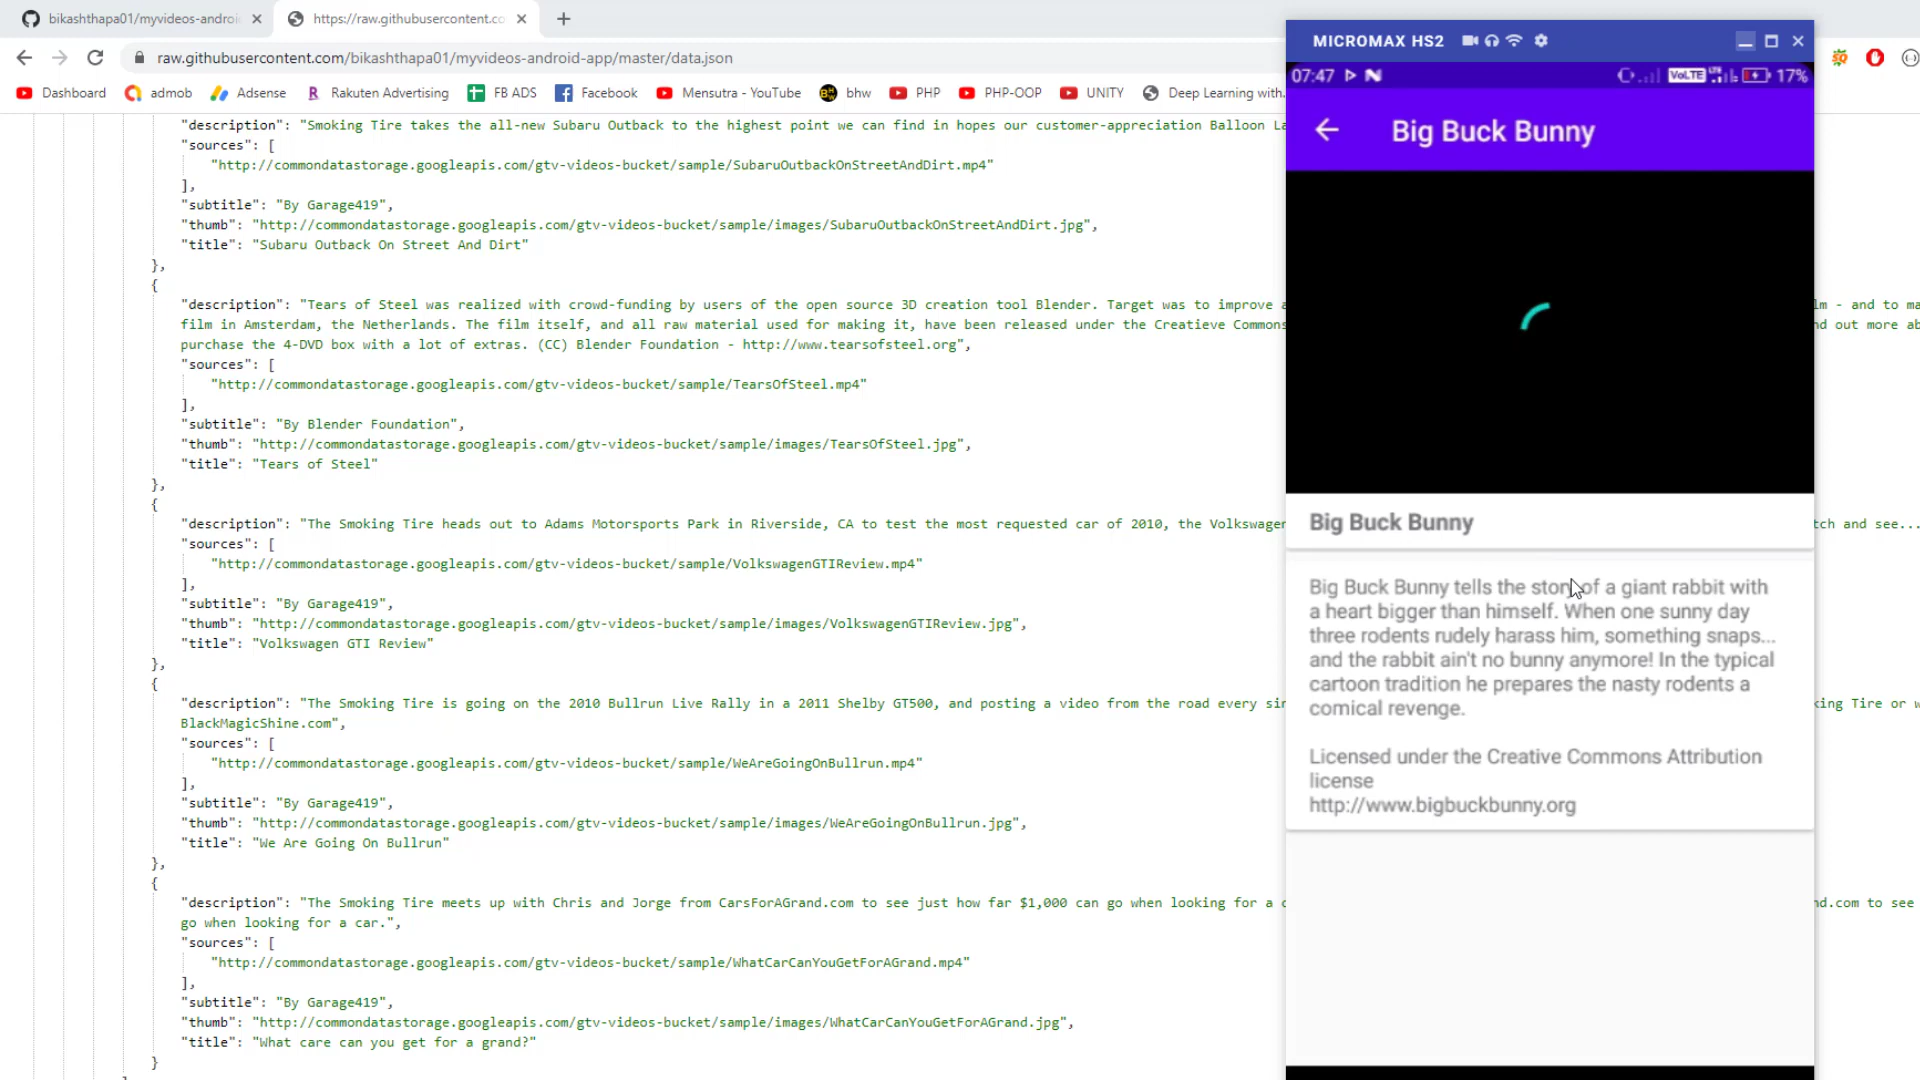 bikashthapa01/myvideos-androi
https://raw.githubusercontent.co
raw.githubusercontent.com/bikashthapa01/myvideos-android-app/master/data.json
Dashboard
admob
Adsense
Rakuten Advertising
FB ADS
Facebook
Mensutra - YouTube
bhw
PHP
PHP-OOP
UNITY
Deep Learning with.
"description": "Smoking Tire takes the all-new Subaru Outback to the highest point we can find in hopes our customer-appreciation Balloon La
"sources": [
"http://commondatastorage.googleapis.com/gtv-videos-bucket/sample/SubaruOutbackOnStreetAndDirt.mp4"
],
"subtitle": "By Garage419",
"thumb": "http://commondatastorage.googleapis.com/gtv-videos-bucket/sample/images/SubaruOutbackOnStreetAndDirt.jpg",
"title": "Subaru Outback On Street And Dirt"
},
{
"description": "Tears of Steel was realized with crowd-funding by users of the open source 3D creation tool Blender. Target was to improve a lm - and to ma
film in Amsterdam, the Netherlands. The film itself, and all raw material used for making it, have been released under the Creatieve Commons nd out more ab
purchase the 4-DVD box with a lot of extras. (CC) Blender Foundation - http://www.tearsofsteel.org",
"sources": [
"http://commondatastorage.googleapis.com/gtv-videos-bucket/sample/TearsOfSteel.mp4"
],
"subtitle": "By Blender Foundation",
"thumb": "http://commondatastorage.googleapis.com/gtv-videos-bucket/sample/images/TearsOfSteel.jpg",
"title": "Tears of Steel"
},
{
"description": "The Smoking Tire heads out to Adams Motorsports Park in Riverside, CA to test the most requested car of 2010, the Volkswagen tch and see...
"sources": [
"http://commondatastorage.googleapis.com/gtv-videos-bucket/sample/VolkswagenGTIReview.mp4"
],
"subtitle": "By Garage419",
"thumb": "http://commondatastorage.googleapis.com/gtv-videos-bucket/sample/images/VolkswagenGTIReview.jpg",
"title": "Volkswagen GTI Review"
},
{
"description": "The Smoking Tire is going on the 2010 Bullrun Live Rally in a 2011 Shelby GT500, and posting a video from the road every sin king Tire or w
BlackMagicShine.com",
"sources": [
"http://commondatastorage.googleapis.com/gtv-videos-bucket/sample/WeAreGoingOnBullrun.mp4"
],
"subtitle": "By Garage419",
"thumb": "http://commondatastorage.googleapis.com/gtv-videos-bucket/sample/images/WeAreGoingOnBullrun.jpg",
"title": "We Are Going On Bullrun"
},
{
"description": "The Smoking Tire meets up with Chris and Jorge from CarsForAGrand.com to see just how far $1,000 can go when looking for a c nd.com to see
go when looking for a car.",
"sources": [
"http://commondatastorage.googleapis.com/gtv-videos-bucket/sample/WhatCarCanYouGetForAGrand.mp4"
],
"subtitle": "By Garage419",
"thumb": "http://commondatastorage.googleapis.com/gtv-videos-bucket/sample/images/WhatCarCanYouGetForAGrand.jpg",
"title": "What care can you get for a grand?"
}
MICROMAX HS2
07:47
VoLTE
17%
Big Buck Bunny
Big Buck Bunny
Big Buck Bunny tells the story of a giant rabbit with
a heart bigger than himself. When one sunny day
three rodents rudely harass him, something snaps...
and the rabbit ain't no bunny anymore! In the typical
cartoon tradition he prepares the nasty rodents a
comical revenge.
Licensed under the Creative Commons Attribution
license
http://www.bigbuckbunny.org